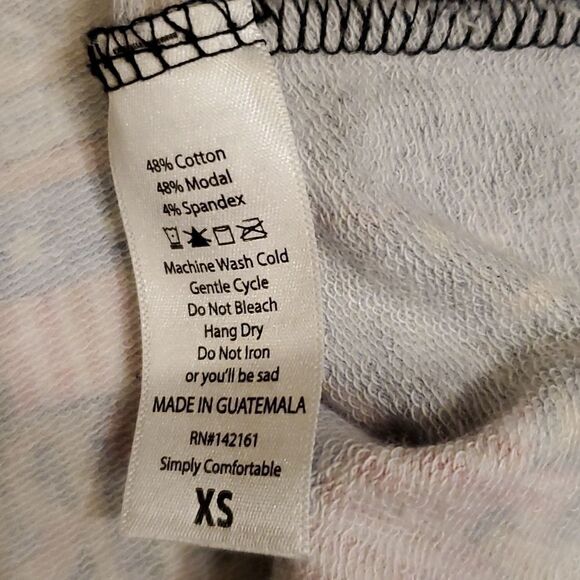 48% Cotton
48% Modal
4% Spandex
Machine Wash Cold
Gentle Cycle
Do Not Bleach
Hang Dry
Do Not Iron
or you'll be sad
MADE IN GUATEMALA
RN#142161
Simply Comfortable
XS